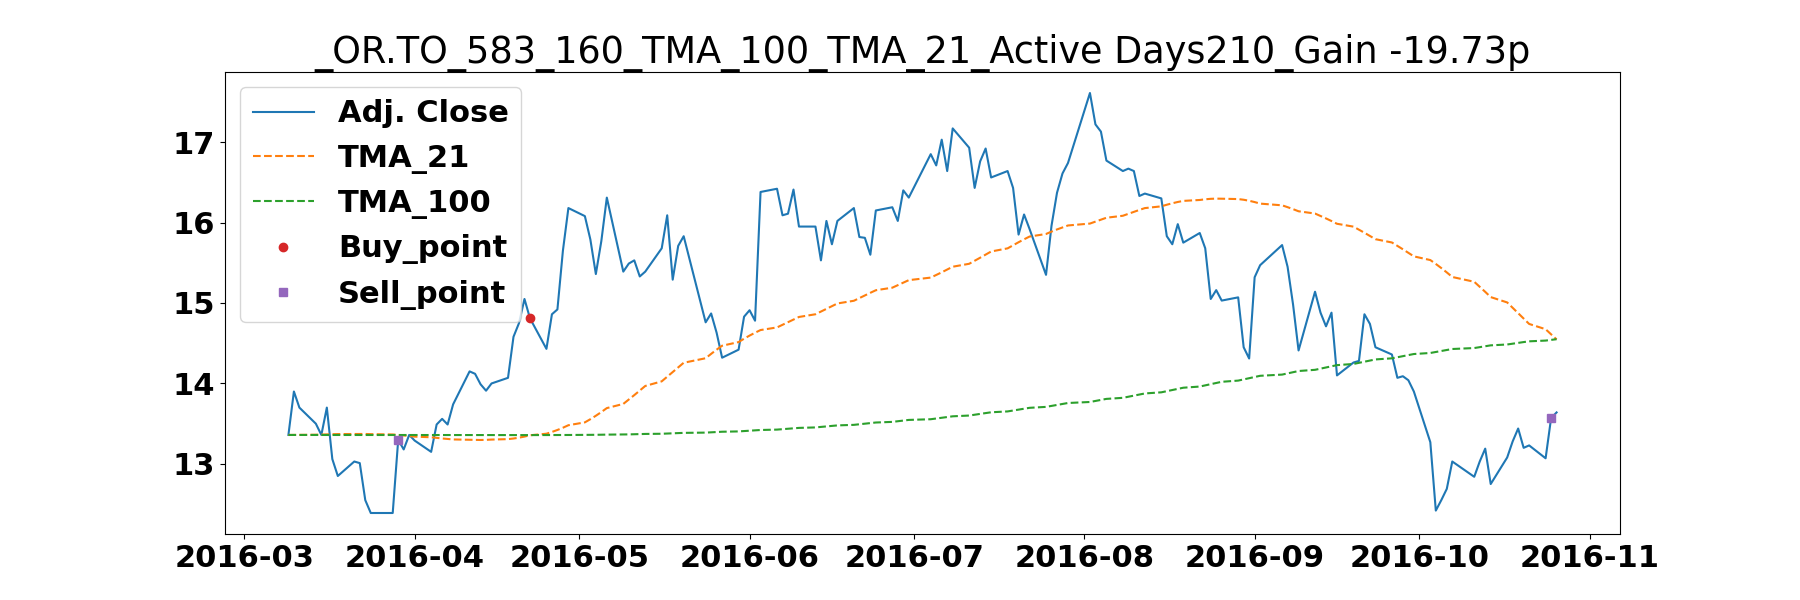 _OR.TO_583_160_TMA_100_TMA_21_Active Days210_Gain -19.73p
Adj. Close
TMA_21
TMA_100
Buy_point
Sell_point
17
16
15
14
13
2016-03 2016-04 2016-05 2016-06 2016-07 2016-08 2016-09 2016-10 2016-11